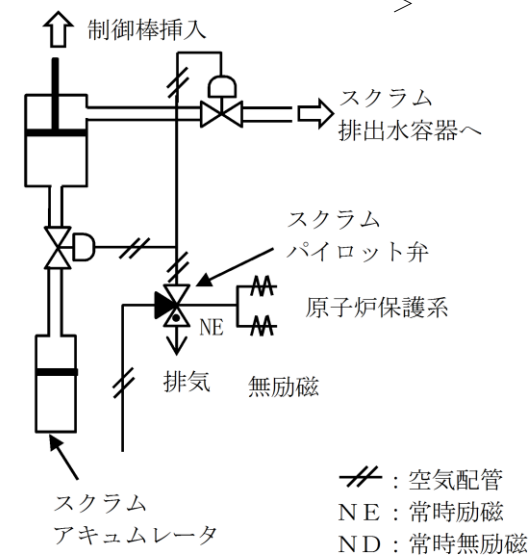 >
制御棒挿入
スクラム
排出水容器へ
スクラム
パイロット弁
原子炉保護系
NE
排気
無励磁
スクラム
アキュムレータ
：空気配管
ＮＥ：常時励磁
ＮＤ：常時無励磁